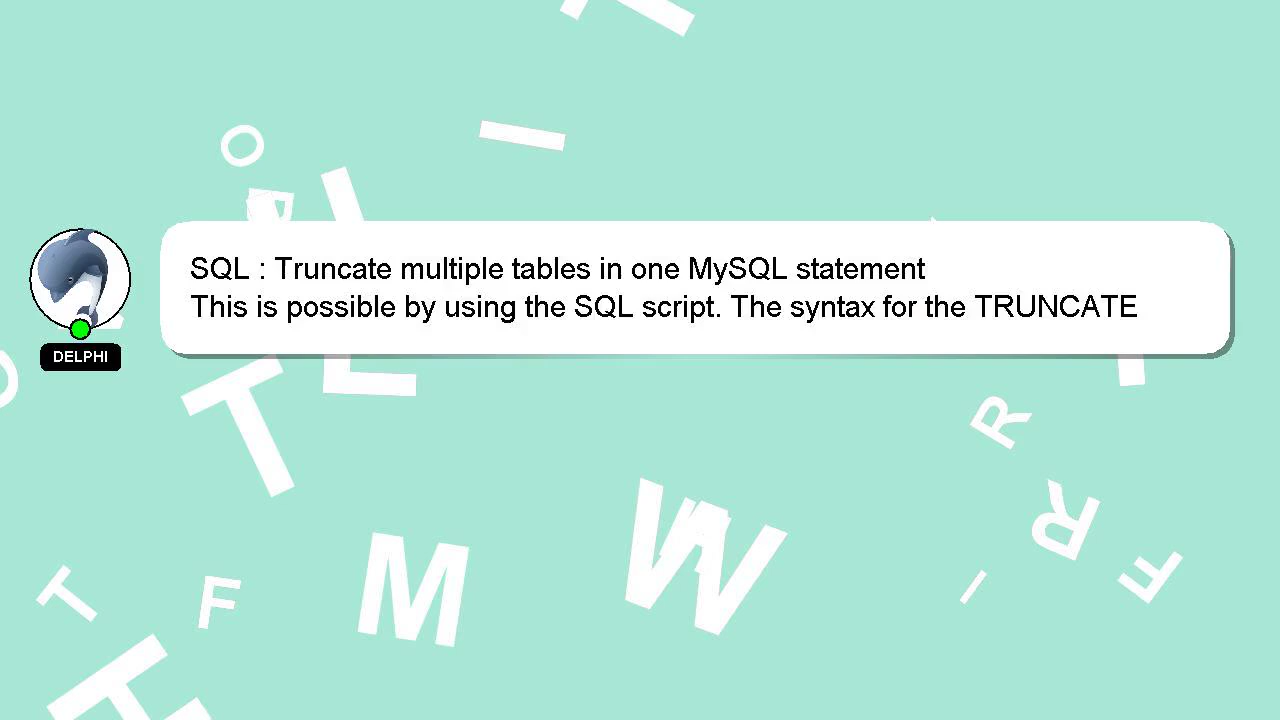 SQL : Truncate multiple tables in one MySQL statement
This is possible by using the SQL script. The syntax for the TRUNCATE
DELPHI
O
I
L
T
M
W
R
R
F
T
F
I
H